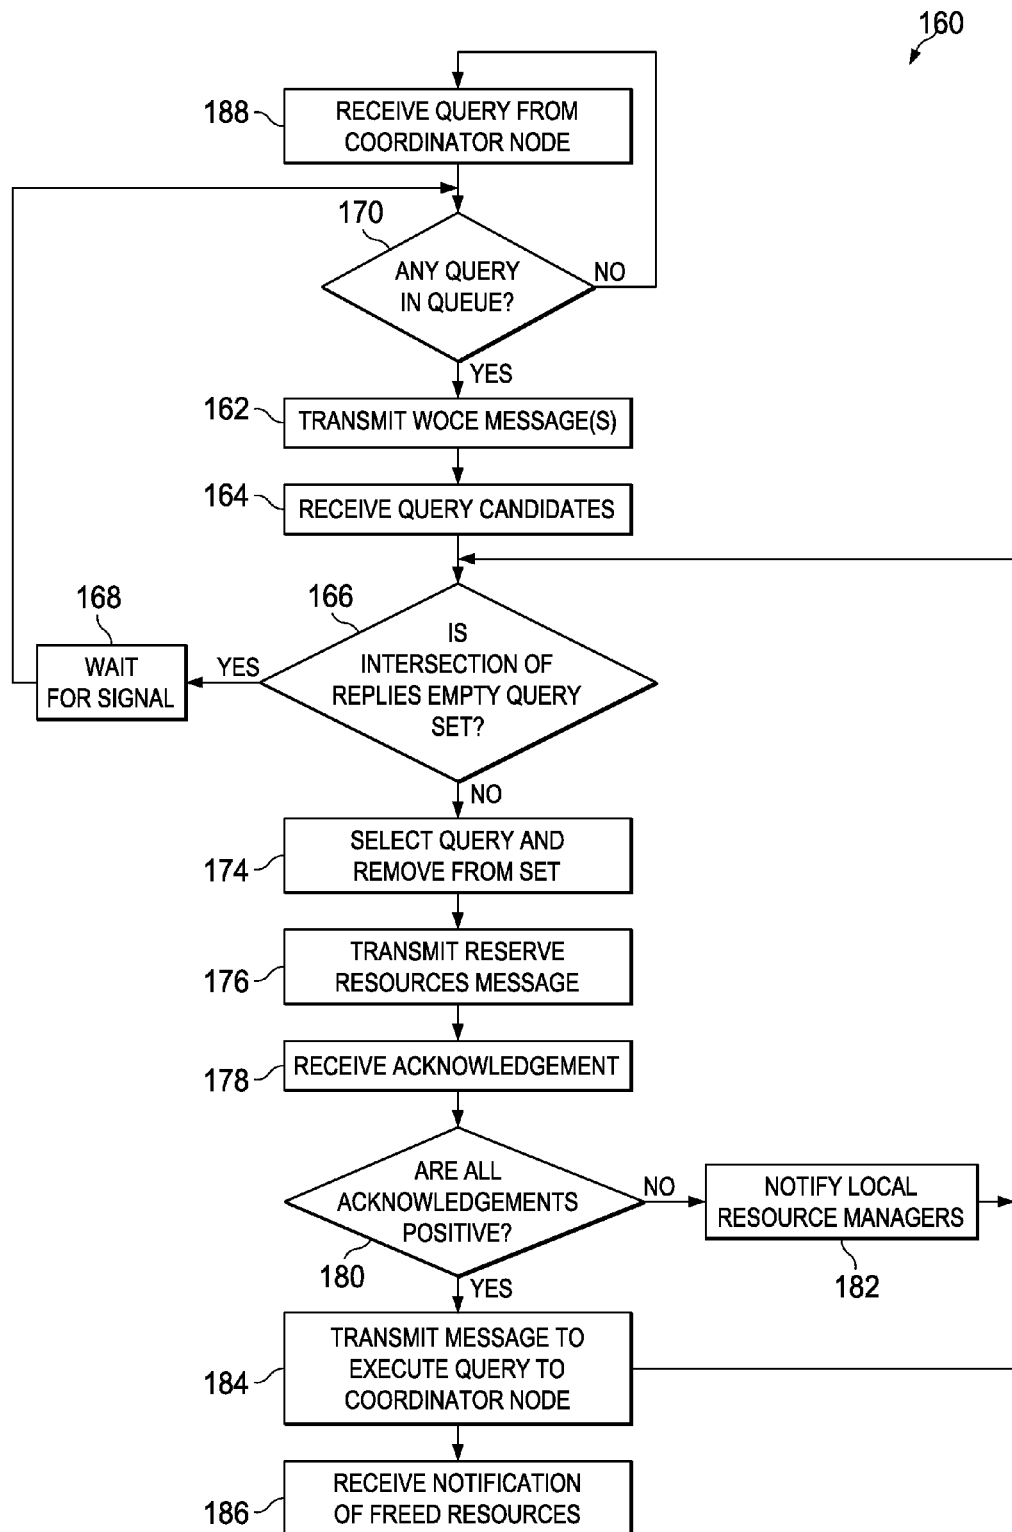 160
188
RECEIVE QUERY FROM
COORDINATOR NODE
170
ANY QUERY
IN QUEUE?
NO
YES
162
TRANSMIT WOCE MESSAGE(S)
164
RECEIVE QUERY CANDIDATES
168
WAIT
FOR SIGNAL
YES
166
IS
INTERSECTION OF
REPLIES EMPTY QUERY
SET?
NO
174
SELECT QUERY AND
REMOVE FROM SET
176
TRANSMIT RESERVE
RESOURCES MESSAGE
178
RECEIVE ACKNOWLEDGEMENT
ARE ALL
ACKNOWLEDGEMENTS
POSITIVE?
180
NO
NOTIFY LOCAL
RESOURCE MANAGERS
182
YES
184
TRANSMIT MESSAGE TO
EXECUTE QUERY TO
COORDINATOR NODE
186
RECEIVE NOTIFICATION
OF FREED RESOURCES